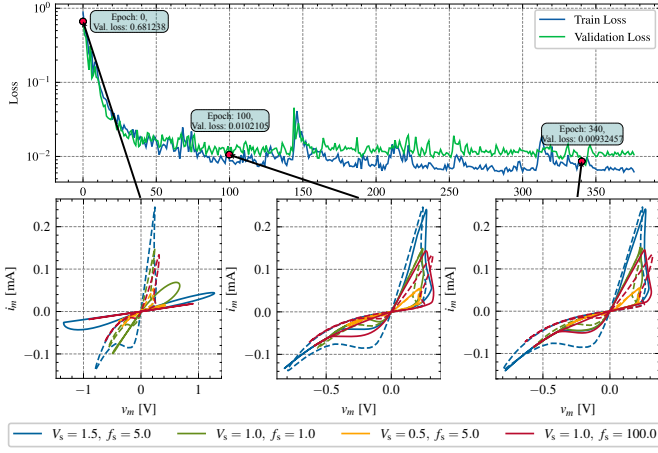 10^0
10^{-1}
10^{-2}
Loss
Epoch: 0,
Val. loss: 0.681238
Epoch: 100,
Val. loss: 0.0102105
Epoch: 340,
Val. loss: 0.00932457
Train Loss
Validation Loss
0 50 100 150 200 250 300 350
i_m [mA]
0.2
0.1
0.0
−0.1
−1 0 1
v_m [V]
i_m [mA]
0.2
0.1
0.0
−0.1
−0.5 0.0
v_m [V]
i_m [mA]
0.2
0.1
0.0
−0.1
−0.5 0.0
v_m [V]
V_s = 1.5, f_s = 5.0 V_s = 1.0, f_s = 1.0 V_s = 0.5, f_s = 5.0 V_s = 1.0, f_s = 100.0